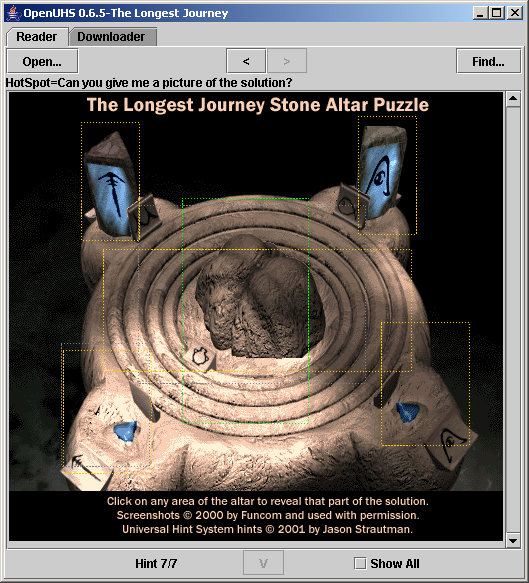 OpenUHS 0.6.5-The Longest Journey
Reader Downloader
Open... < > Find...
HotSpot=Can you give me a picture of the solution?
The Longest Journey Stone Altar Puzzle
Click on any area of the altar to reveal that part of the solution.
Screenshots © 2000 by Funcom and used with permission.
Universal Hint System hints © 2001 by Jason Strautman.
Hint 7/7 V Show All